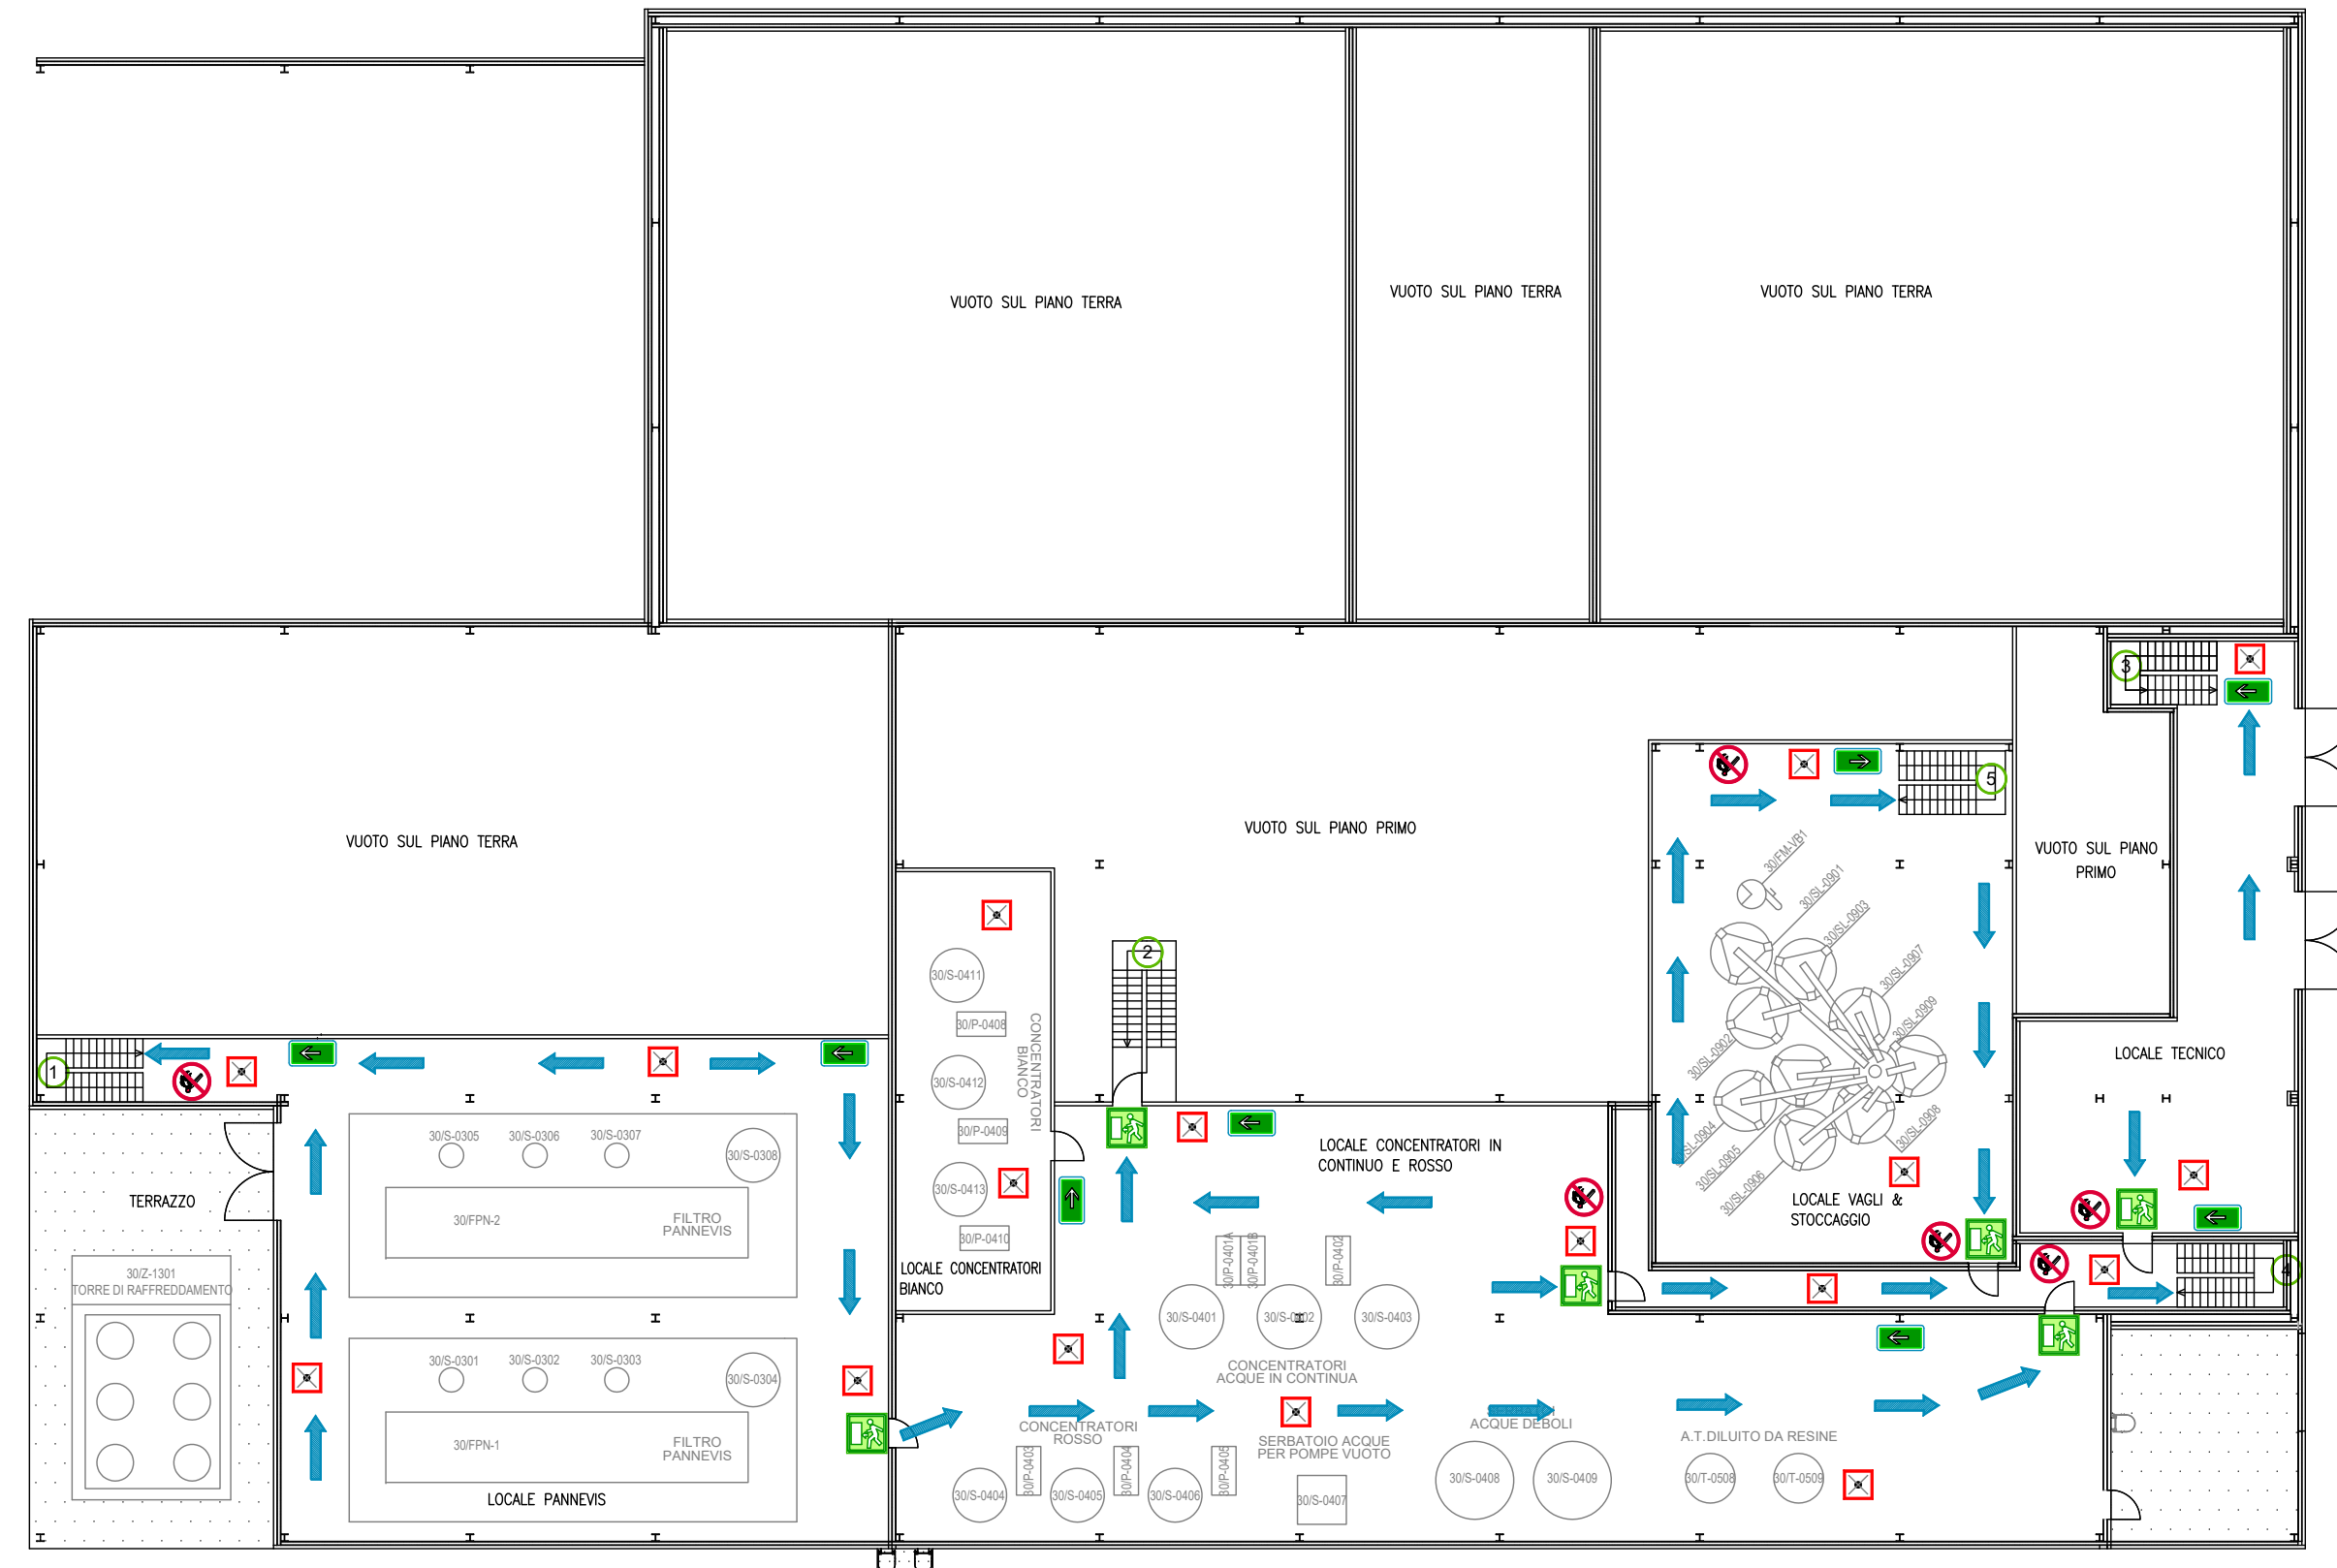 VUOTO SUL PIANO TERRA
VUOTO SUL PIANO TERRA
VUOTO SUL PIANO TERRA
3
5
VUOTO SUL PIANO TERRA
VUOTO SUL PIANO PRIMO
VUOTO SUL PIANO
PRIMO
30/FM-VB1
30/SL-0901
30/SL-0903
30/SL-0907
30/SL-0909
30/SL-0902
30/SL-0904
30/SL-0905
30/SL-0906
30/SL-0908
2
30/S-0411
30/P-0408
CONCENTRATORI
BIANCO
30/S-0412
30/P-0409
30/S-0413
30/P-0410
LOCALE CONCENTRATORI
BIANCO
1
LOCALE TECNICO
LOCALE CONCENTRATORI IN
CONTINUO E ROSSO
LOCALE VAGLI &
STOCCAGGIO
4
TERRAZZO
30/Z-1301
TORRE DI RAFFREDDAMENTO
30/S-0305
30/S-0306
30/S-0307
30/S-0308
30/FPN-2
FILTRO
PANNEVIS
30/S-0301
30/S-0302
30/S-0303
30/S-0304
30/FPN-1
FILTRO
PANNEVIS
LOCALE PANNEVIS
30/P-0401A
30/P-0401B
30/P-0402
30/S-0401
30/S-0402
30/S-0403
CONCENTRATORI
ACQUE IN CONTINUA
CONCENTRATORI
ROSSO
SERBATOIO ACQUE
PER POMPE VUOTO
ACQUE DEBOLI
A.T.DILUITO DA RESINE
30/S-0404
30/P-0403
30/S-0405
30/P-0404
30/S-0406
30/P-0405
30/S-0407
30/S-0408
30/S-0409
30/T-0508
30/T-0509